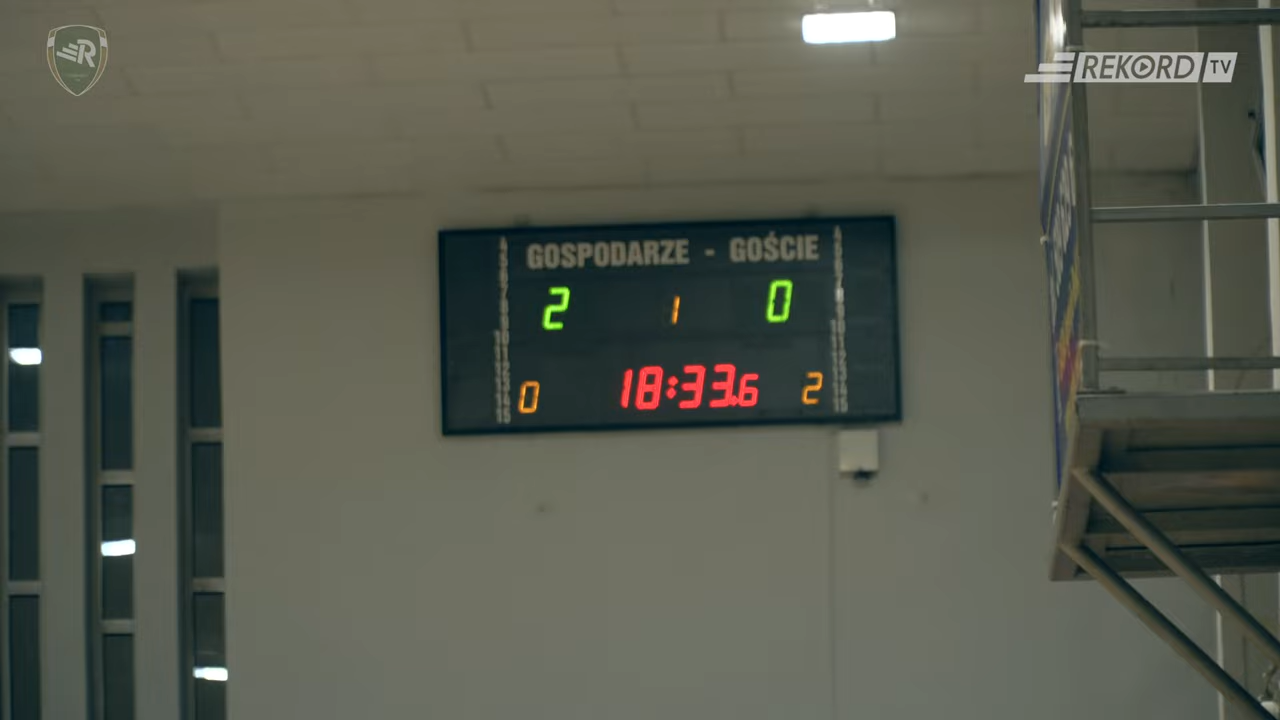 R
REKORD TV
GOSPODARZE - GOŚCIE
2 1 0
0 18:33.6 2